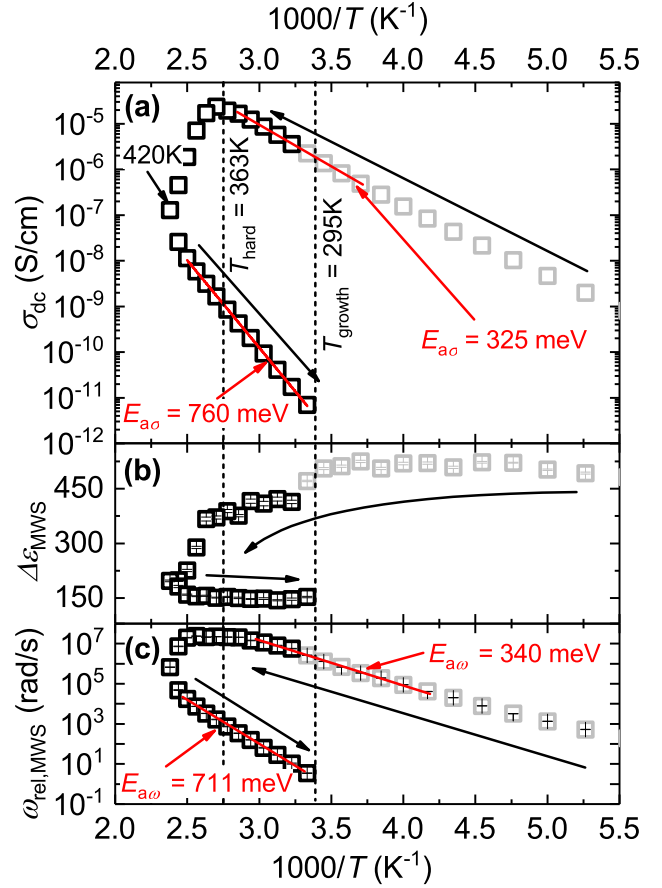 1000/T (K⁻¹)
2.0 2.5 3.0 3.5 4.0 4.5 5.0 5.5
(a)
10⁻⁵
10⁻⁶
10⁻⁷
10⁻⁸
10⁻⁹
10⁻¹⁰
10⁻¹¹
10⁻¹²
σdc (S/cm)
420K
Thard = 363K
Tgrowth = 295K
Eaσ = 325 meV
Eaσ = 760 meV
(b)
450
300
150
ΔεMWS
(c)
10⁷
10⁵
10³
10¹
10⁻¹
ωrel,MWS (rad/s)
Eaω = 340 meV
Eaω = 711 meV
2.0 2.5 3.0 3.5 4.0 4.5 5.0 5.5
1000/T (K⁻¹)